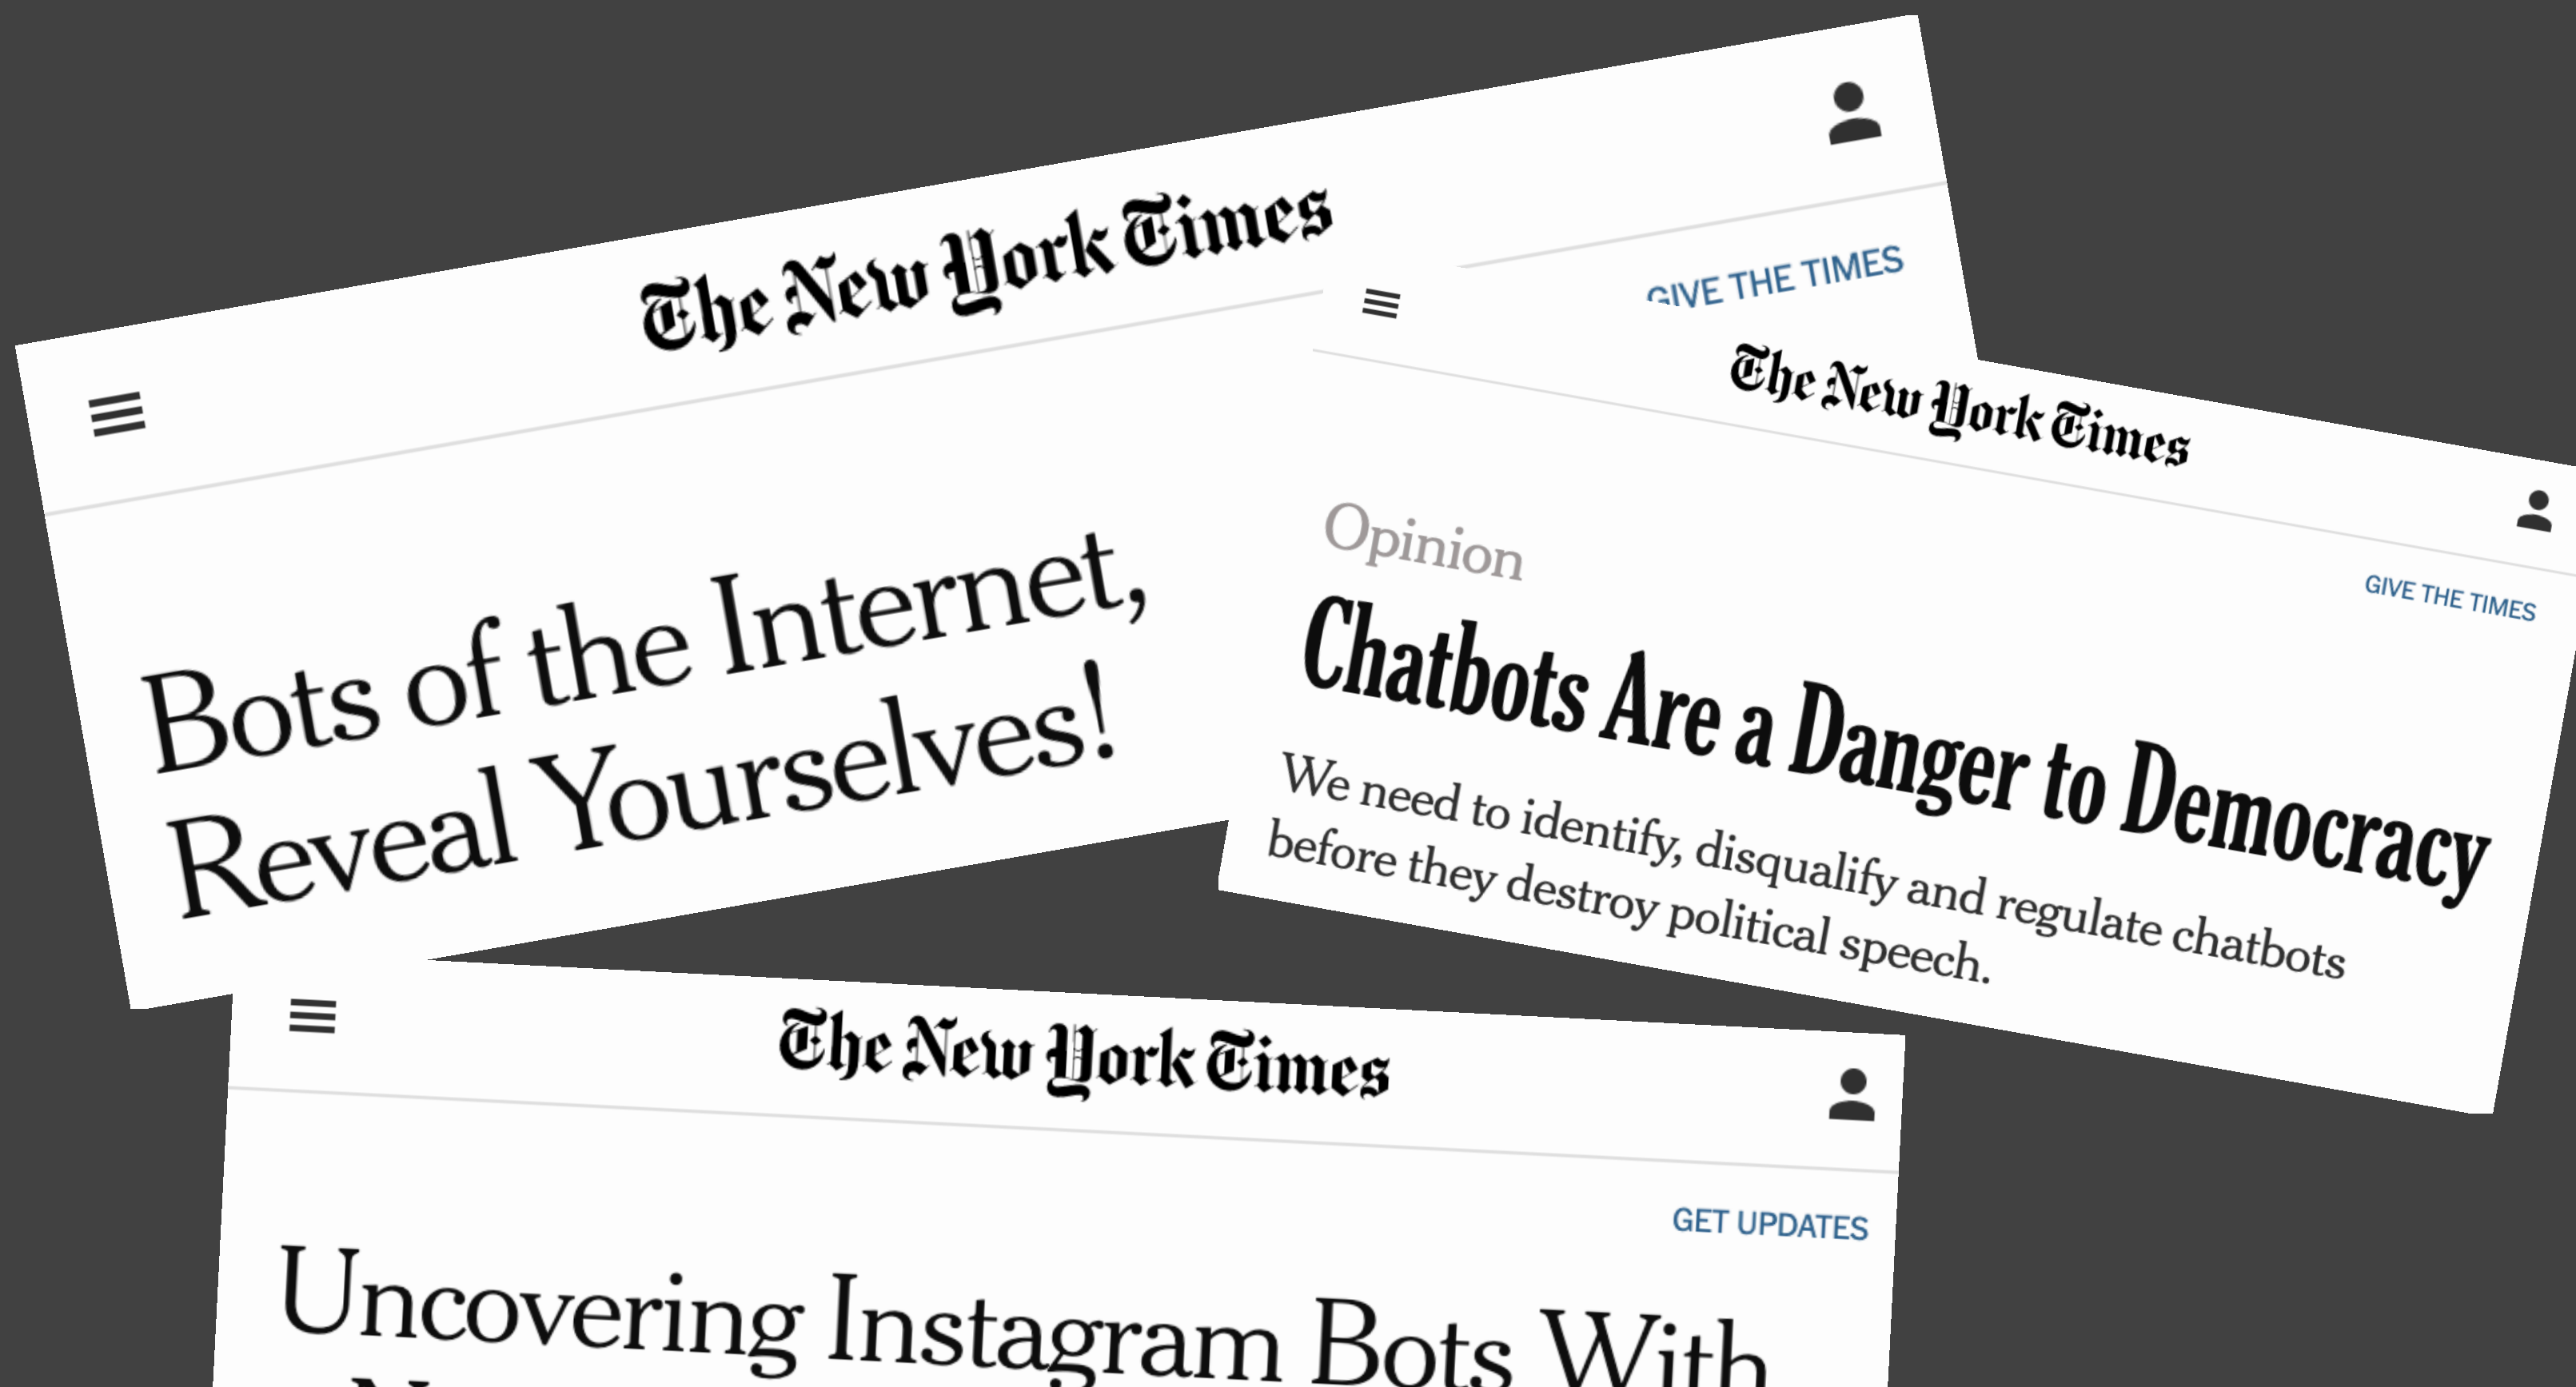 The New York Times
GIVE THE TIMES
Bots of the Internet,
Reveal Yourselves!
The New York Times
GIVE THE TIMES
Opinion
Chatbots Are a Danger to Democracy
We need to identify, disqualify and regulate chatbots
before they destroy political speech.
The New York Times
GET UPDATES
Uncovering Instagram Bots With